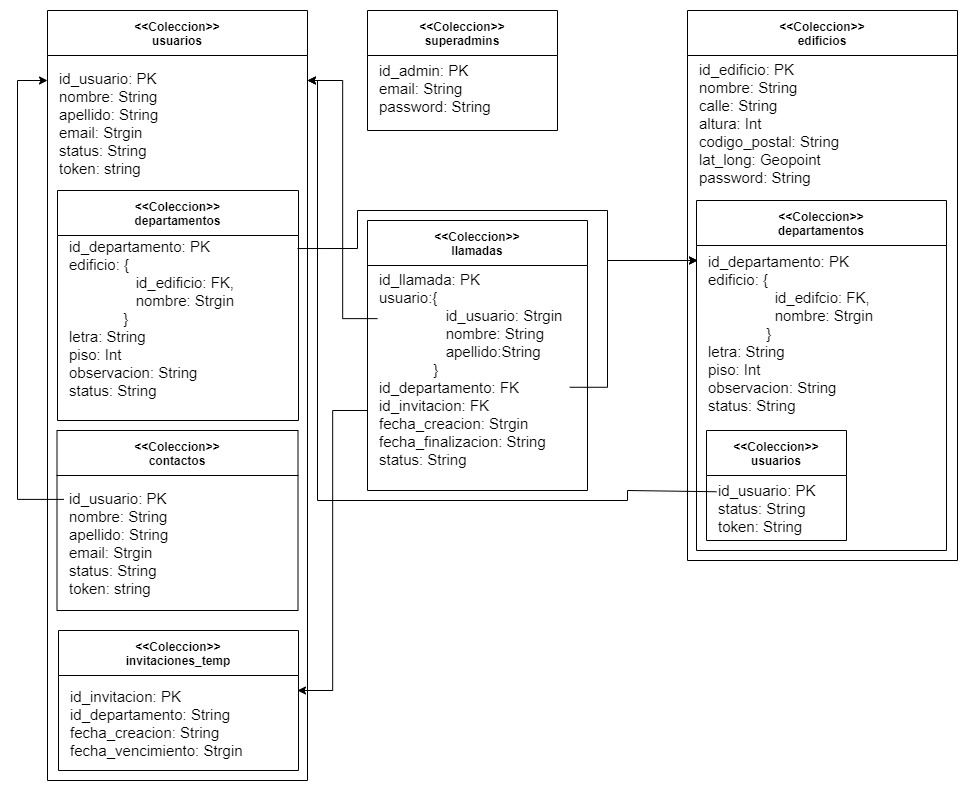 <<Coleccion>>
usuarios
id_usuario: PK
nombre: String
apellido: String
email: Strgin
status: String
token: string
<<Coleccion>>
departamentos
id_departamento: PK
edificio: {
id_edificio: FK,
nombre: Strgin
}
letra: String
piso: Int
observacion: String
status: String
<<Coleccion>>
contactos
id_usuario: PK
nombre: String
apellido: String
email: Strgin
status: String
token: string
<<Coleccion>>
invitaciones_temp
id_invitacion: PK
id_departamento: String
fecha_creacion: String
fecha_vencimiento: Strgin
<<Coleccion>>
superadmins
id_admin: PK
email: String
password: String
<<Coleccion>>
llamadas
id_llamada: PK
usuario:{
id_usuario: Strgin
nombre: String
apellido:String
}
id_departamento: FK
id_invitacion: FK
fecha_creacion: Strgin
fecha_finalizacion: String
status: String
<<Coleccion>>
edificios
id_edificio: PK
nombre: String
calle: String
altura: Int
codigo_postal: String
lat_long: Geopoint
password: String
<<Coleccion>>
departamentos
id_departamento: PK
edificio: {
id_edifcio: FK,
nombre: Strgin
}
letra: String
piso: Int
observacion: String
status: String
<<Coleccion>>
usuarios
id_usuario: PK
status: String
token: String